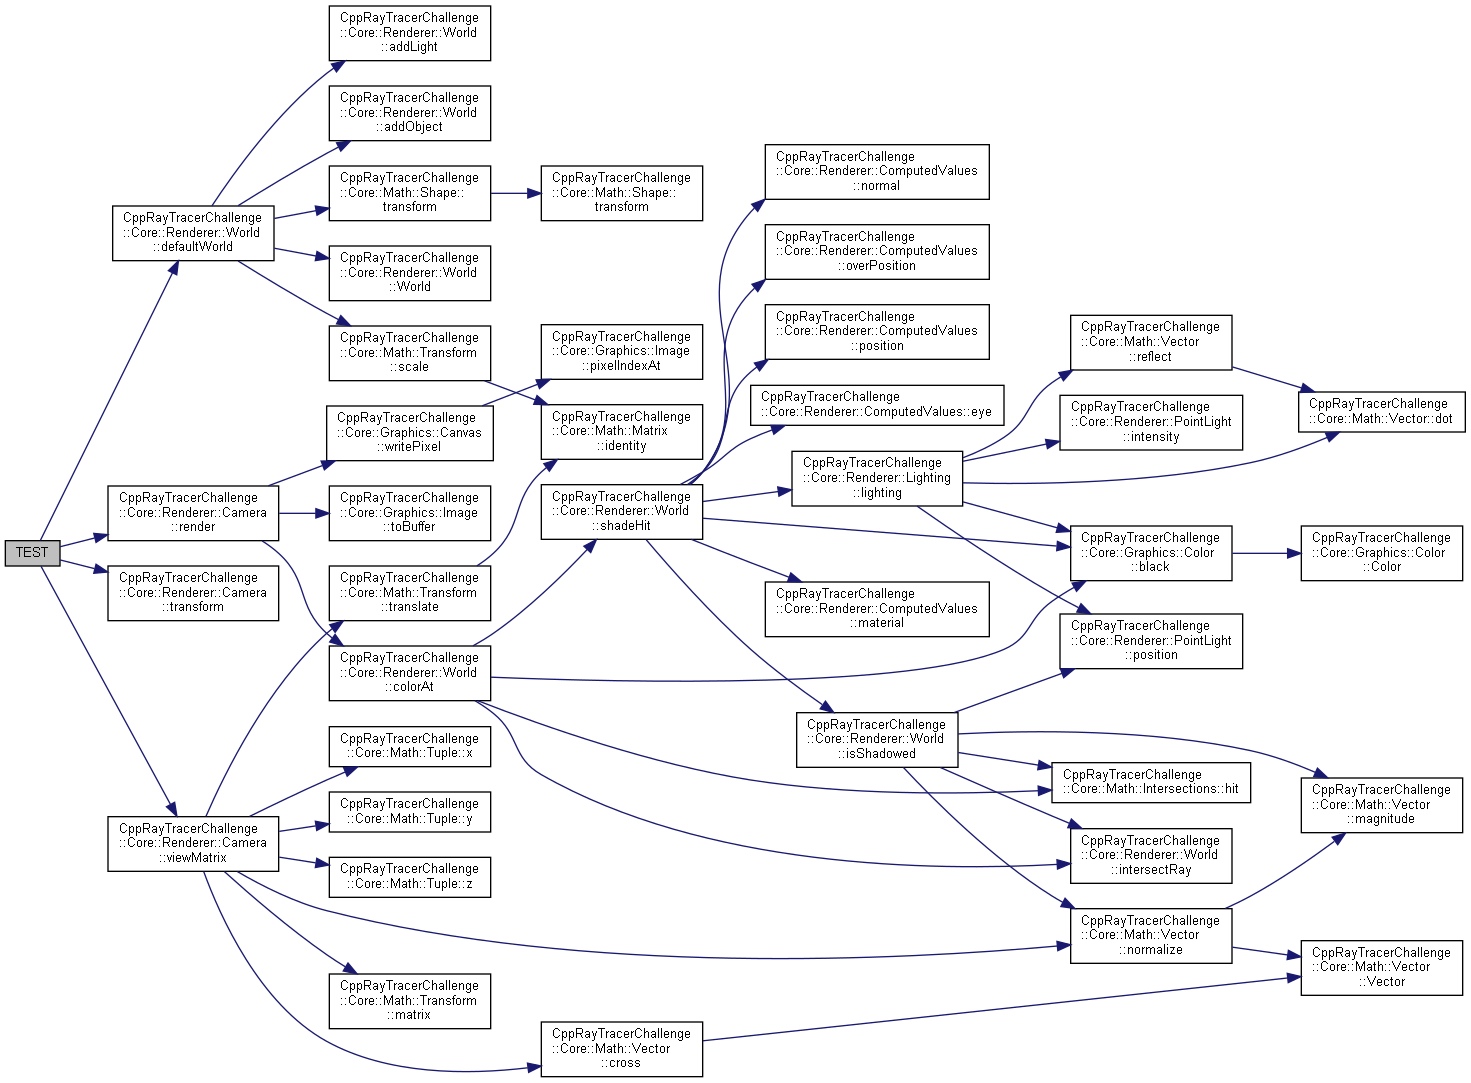 CppRayTracerChallenge
::Core::Renderer::World
::addLight
CppRayTracerChallenge
::Core::Renderer::World
::addObject
CppRayTracerChallenge
::Core::Math::Shape::
transform
CppRayTracerChallenge
::Core::Math::Shape::
transform
CppRayTracerChallenge
::Core::Renderer::World
::defaultWorld
CppRayTracerChallenge
::Core::Renderer::World
::World
CppRayTracerChallenge
::Core::Math::Transform
::scale
CppRayTracerChallenge
::Core::Graphics::Image
::pixelIndexAt
CppRayTracerChallenge
::Core::Graphics::Canvas
::writePixel
CppRayTracerChallenge
::Core::Math::Matrix
::identity
CppRayTracerChallenge
::Core::Renderer::Camera
::render
CppRayTracerChallenge
::Core::Graphics::Image
::toBuffer
TEST
CppRayTracerChallenge
::Core::Renderer::Camera
::transform
CppRayTracerChallenge
::Core::Math::Transform
::translate
CppRayTracerChallenge
::Core::Renderer::World
::colorAt
CppRayTracerChallenge
::Core::Renderer::World
::shadeHit
CppRayTracerChallenge
::Core::Renderer::ComputedValues
::normal
CppRayTracerChallenge
::Core::Renderer::ComputedValues
::overPosition
CppRayTracerChallenge
::Core::Renderer::ComputedValues
::position
CppRayTracerChallenge
::Core::Renderer::ComputedValues::eye
CppRayTracerChallenge
::Core::Renderer::Lighting
::lighting
CppRayTracerChallenge
::Core::Renderer::ComputedValues
::material
CppRayTracerChallenge
::Core::Renderer::World
::isShadowed
CppRayTracerChallenge
::Core::Math::Vector
::reflect
CppRayTracerChallenge
::Core::Renderer::PointLight
::intensity
CppRayTracerChallenge
::Core::Math::Vector::dot
CppRayTracerChallenge
::Core::Graphics::Color
::black
CppRayTracerChallenge
::Core::Graphics::Color
::Color
CppRayTracerChallenge
::Core::Renderer::PointLight
::position
CppRayTracerChallenge
::Core::Math::Intersections::hit
CppRayTracerChallenge
::Core::Math::Vector
::magnitude
CppRayTracerChallenge
::Core::Renderer::World
::intersectRay
CppRayTracerChallenge
::Core::Math::Vector
::normalize
CppRayTracerChallenge
::Core::Math::Vector
::Vector
CppRayTracerChallenge
::Core::Math::Tuple::x
CppRayTracerChallenge
::Core::Math::Tuple::y
CppRayTracerChallenge
::Core::Renderer::Camera
::viewMatrix
CppRayTracerChallenge
::Core::Math::Tuple::z
CppRayTracerChallenge
::Core::Math::Transform
::matrix
CppRayTracerChallenge
::Core::Math::Vector
::cross